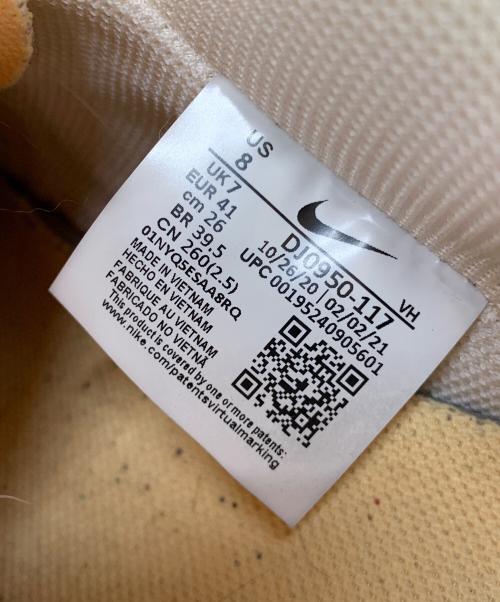 US
8
UK 7
EUR 41
cm 26
BR 39,5
CN 260(2.5)
01NYQSESAA8RQ
MADE IN VIETNAM
HECHO EN VIETNAM
FABRIQUE AU VIETNAM
FABRICADO NO VIETNÃ
This product is covered by one or more patents:
www.nike.com/patentsvirtualmarking
VH
DJ0950-117
10/26/20 | 02/02/21
UPC 00195240905601